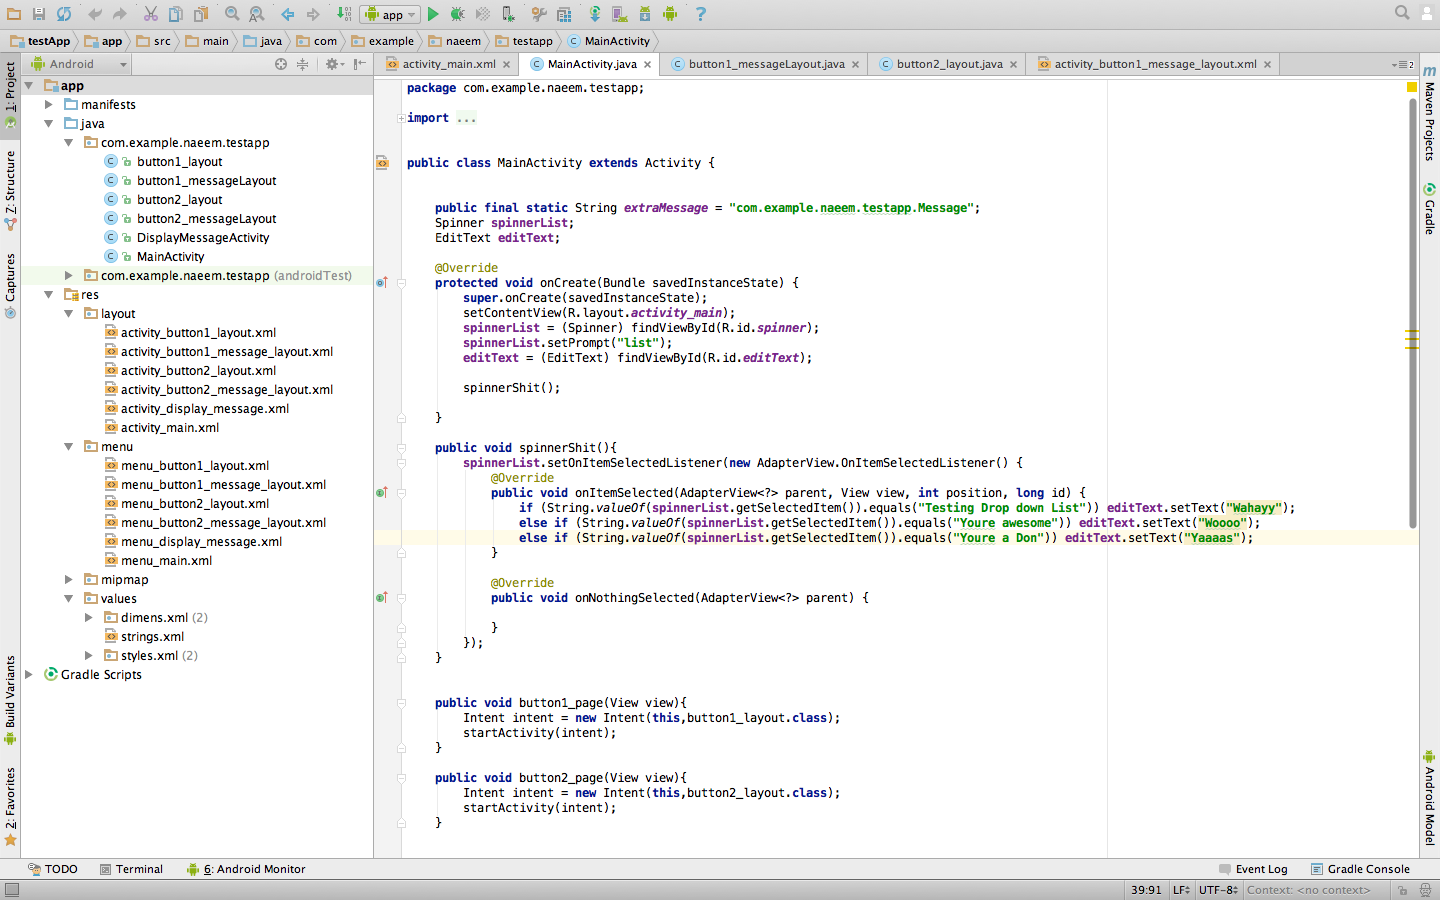 app
testApp
app
src
main
java
com
example
naeem
testapp
MainActivity
Android
activity_main.xml
MainActivity.java
button1_messageLayout.java
button2_layout.java
activity_button1_message_layout.xml
2
1: Project
Z: Structure
Captures
Build Variants
2: Favorites
app
manifests
java
com.example.naeem.testapp
button1_layout
button1_messageLayout
button2_layout
button2_messageLayout
DisplayMessageActivity
MainActivity
com.example.naeem.testapp (androidTest)
res
layout
activity_button1_layout.xml
activity_button1_message_layout.xml
activity_button2_layout.xml
activity_button2_message_layout.xml
activity_display_message.xml
activity_main.xml
menu
menu_button1_layout.xml
menu_button1_message_layout.xml
menu_button2_layout.xml
menu_button2_message_layout.xml
menu_display_message.xml
menu_main.xml
mipmap
values
dimens.xml (2)
strings.xml
styles.xml (2)
Gradle Scripts
package com.example.naeem.testapp;
import ...
public class MainActivity extends Activity {
public final static String extraMessage = "com.example.naeem.testapp.Message";
Spinner spinnerList;
EditText editText;
@Override
protected void onCreate(Bundle savedInstanceState) {
super.onCreate(savedInstanceState);
setContentView(R.layout.activity_main);
spinnerList = (Spinner) findViewById(R.id.spinner);
spinnerList.setPrompt("list");
editText = (EditText) findViewById(R.id.editText);
spinnerShit();
}
public void spinnerShit(){
spinnerList.setOnItemSelectedListener(new AdapterView.OnItemSelectedListener() {
@Override
public void onItemSelected(AdapterView<?> parent, View view, int position, long id) {
if (String.valueOf(spinnerList.getSelectedItem()).equals("Testing Drop down List")) editText.setText("Wahayy");
else if (String.valueOf(spinnerList.getSelectedItem()).equals("Youre awesome")) editText.setText("Woooo");
else if (String.valueOf(spinnerList.getSelectedItem()).equals("Youre a Don")) editText.setText("Yaaaas");
}
@Override
public void onNothingSelected(AdapterView<?> parent) {
}
});
}
public void button1_page(View view){
Intent intent = new Intent(this,button1_layout.class);
startActivity(intent);
}
public void button2_page(View view){
Intent intent = new Intent(this,button2_layout.class);
startActivity(intent);
}
m
Maven Projects
Gradle
Android Model
TODO
Terminal
6: Android Monitor
Event Log
Gradle Console
39:91
LF
UTF-8
Context: <no context>